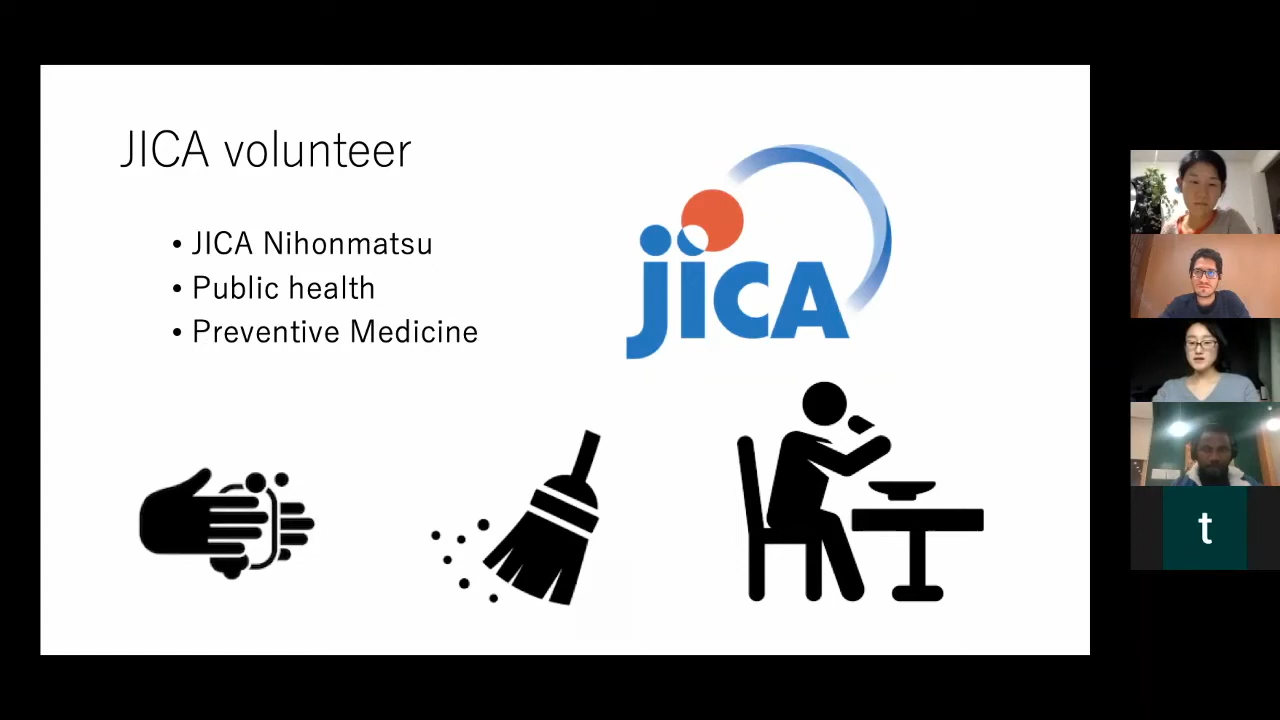 JICA volunteer
• JICA Nihonmatsu
• Public health
• Preventive Medicine
jICA
t